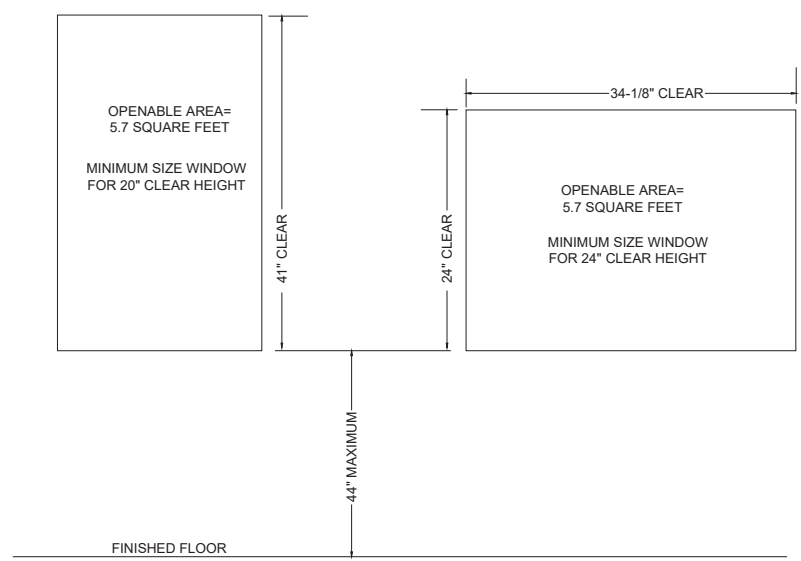 OPENABLE AREA=
5.7 SQUARE FEET
MINIMUM SIZE WINDOW
FOR 20" CLEAR HEIGHT
41" CLEAR
24" CLEAR
34-1/8" CLEAR
OPENABLE AREA=
5.7 SQUARE FEET
MINIMUM SIZE WINDOW
FOR 24" CLEAR HEIGHT
44" MAXIMUM
FINISHED FLOOR